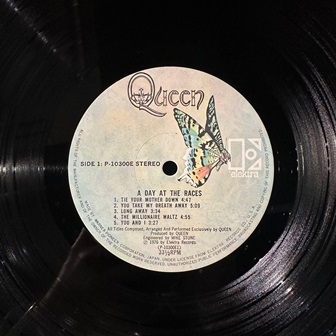 Queen
SIDE 1: P-10300E STEREO
elektra
A DAY AT THE RACES
1. TIE YOUR MOTHER DOWN 4:47
2. YOU TAKE MY BREATH AWAY 5:00
3. LONG AWAY 3:34
4. THE MILLIONAIRE WALTZ 4:55
5. YOU AND I 3:27
All Titles Composed, Arranged And Performed Exclusively by QUEEN
Produced by QUEEN
Engineered by MIKE STONE
℗ 1976 by Elektra Records
(P-10300E1)
33⅓RPM